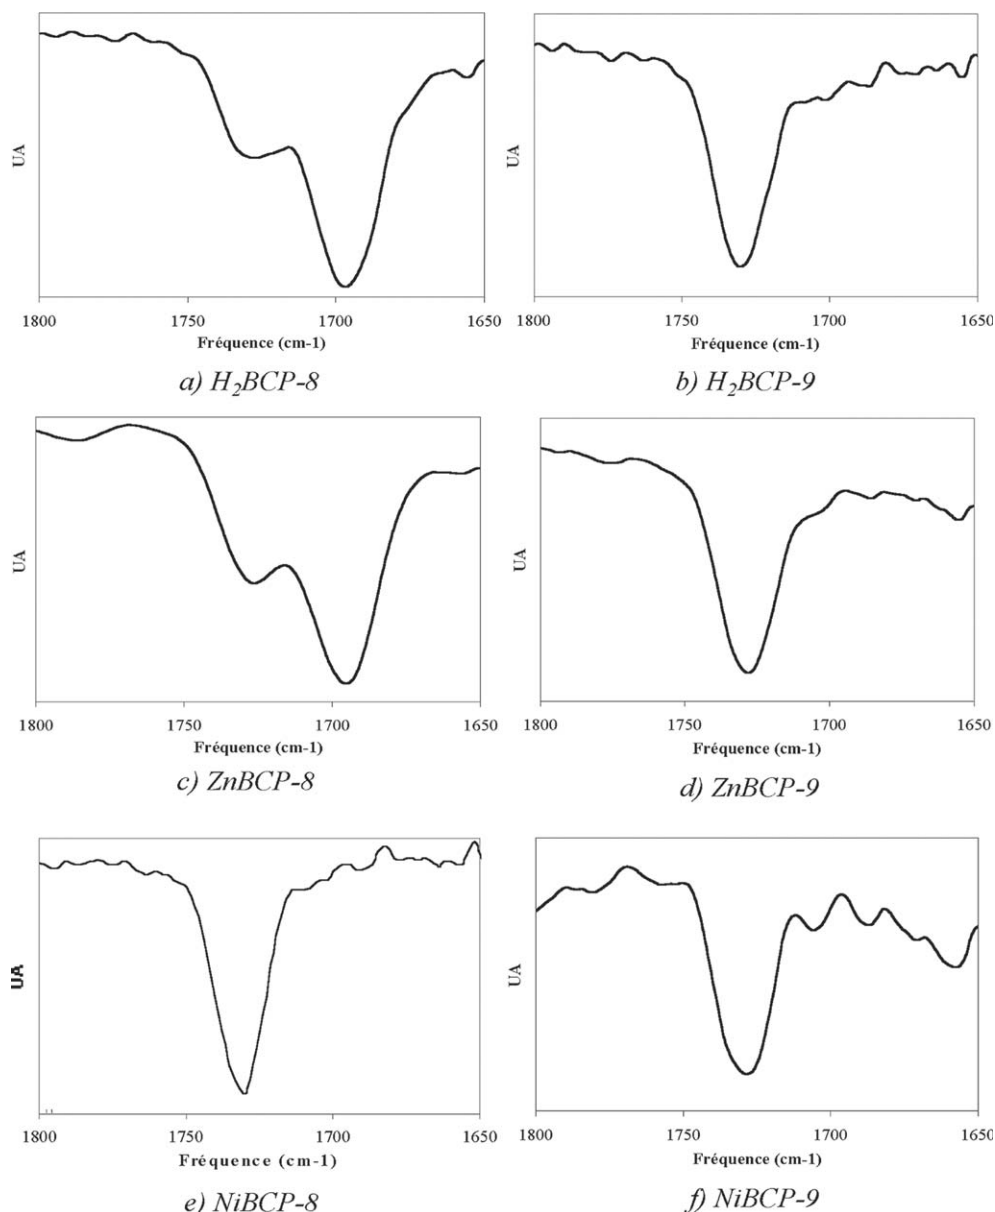 UA
1800 1750 1700 1650
Fréquence (cm-1)
a) H₂BCP-8
UA
1800 1750 1700 1650
Fréquence (cm-1)
b) H₂BCP-9
UA
1800 1750 1700 1650
Fréquence (cm-1)
c) ZnBCP-8
UA
1800 1750 1700 1650
Fréquence (cm-1)
d) ZnBCP-9
UA
1800 1750 1700 1650
Fréquence (cm-1)
e) NiBCP-8
UA
1800 1750 1700 1650
Fréquence (cm-1)
f) NiBCP-9